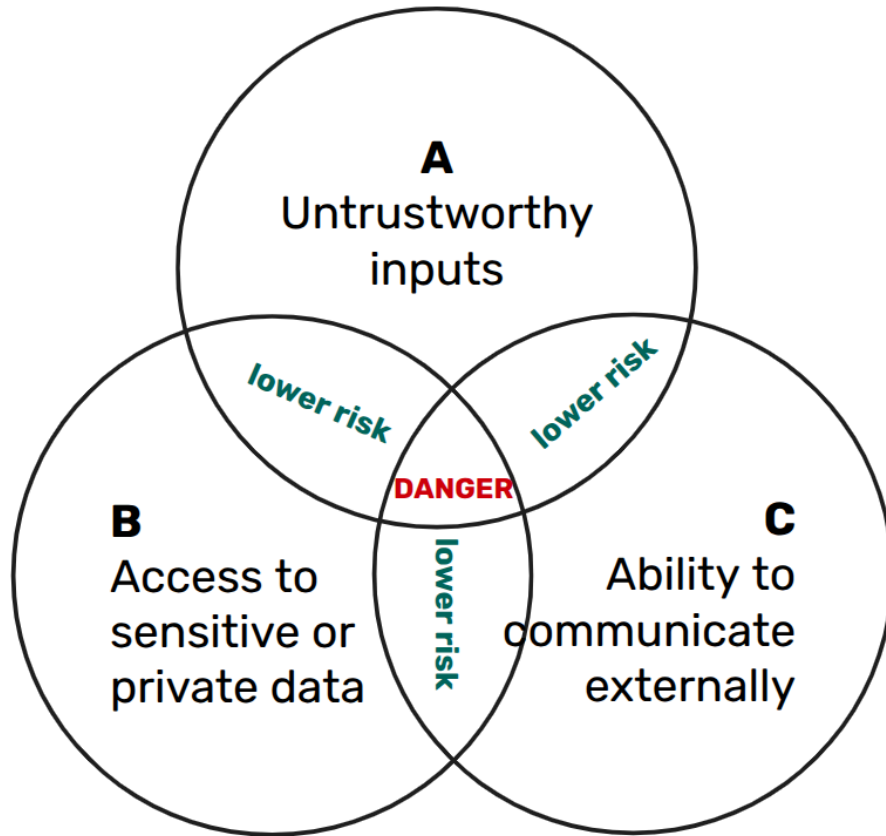 A
Untrustworthy
inputs
lower risk
lower risk
DANGER
B
Access to
sensitive or
private data
lower risk
C
Ability to
communicate
externally